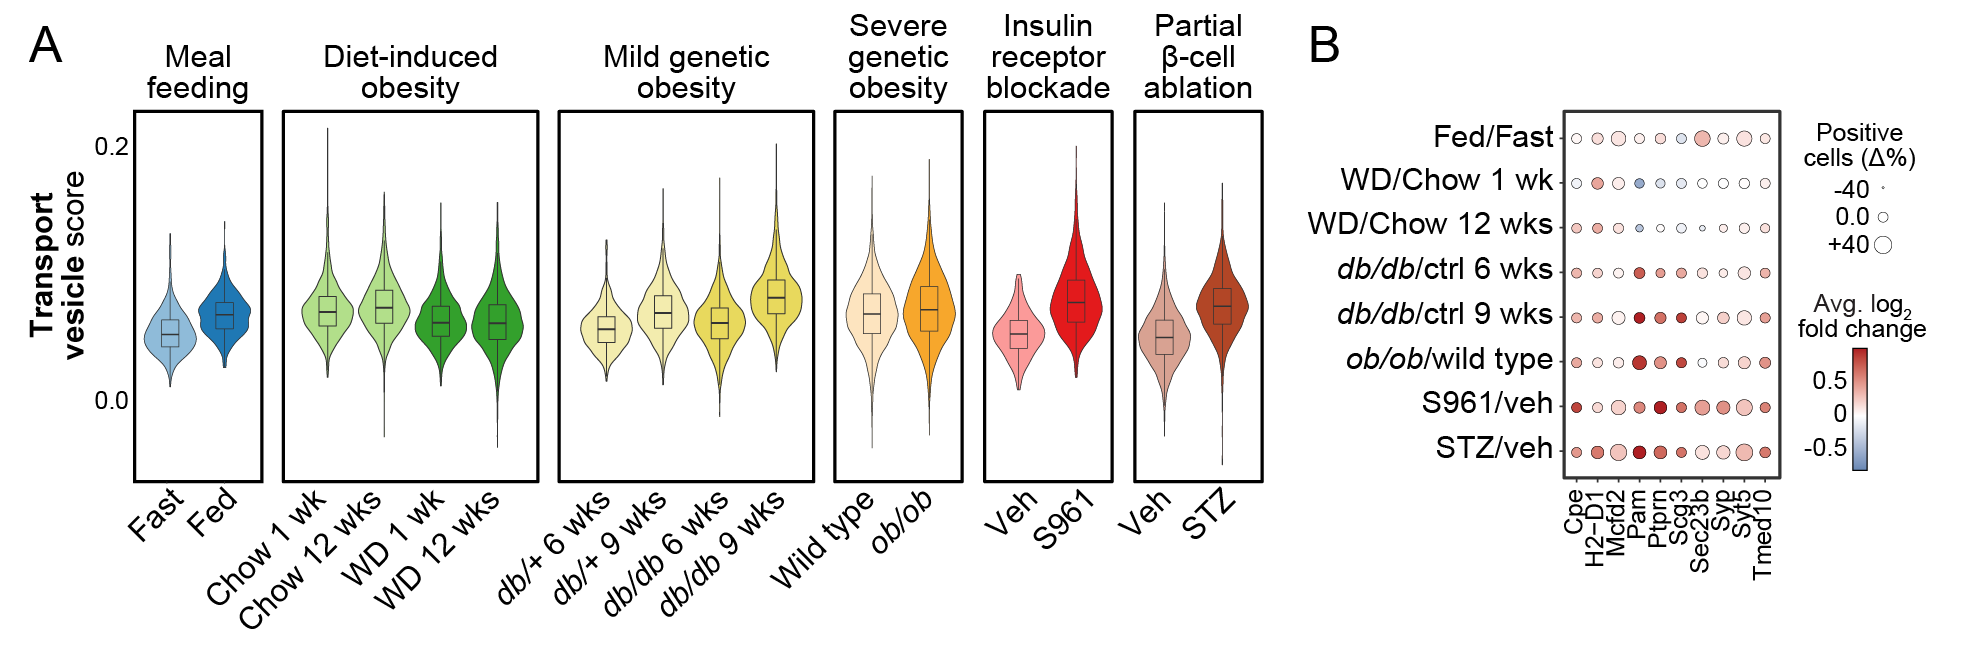 A
Meal
feeding
Diet-induced
obesity
Mild genetic
obesity
Severe
genetic
obesity
Insulin
receptor
blockade
Partial
β-cell
ablation
Transport
vesicle score
0.2
0.0
Fast
Fed
Chow 1 wk
Chow 12 wks
WD 1 wk
WD 12 wks
db/+ 6 wks
db/+ 9 wks
db/db 6 wks
db/db 9 wks
Wild type
ob/ob
Veh
S961
Veh
STZ
B
Fed/Fast
WD/Chow 1 wk
WD/Chow 12 wks
db/db/ctrl 6 wks
db/db/ctrl 9 wks
ob/ob/wild type
S961/veh
STZ/veh
Cpe
H2−D1
Mcfd2
Pam
Ptprn
Scg3
Sec23b
Syp
Syt5
Tmed10
Positive
cells (Δ%)
-40
0.0
+40
Avg. log2
fold change
0.5
0
-0.5